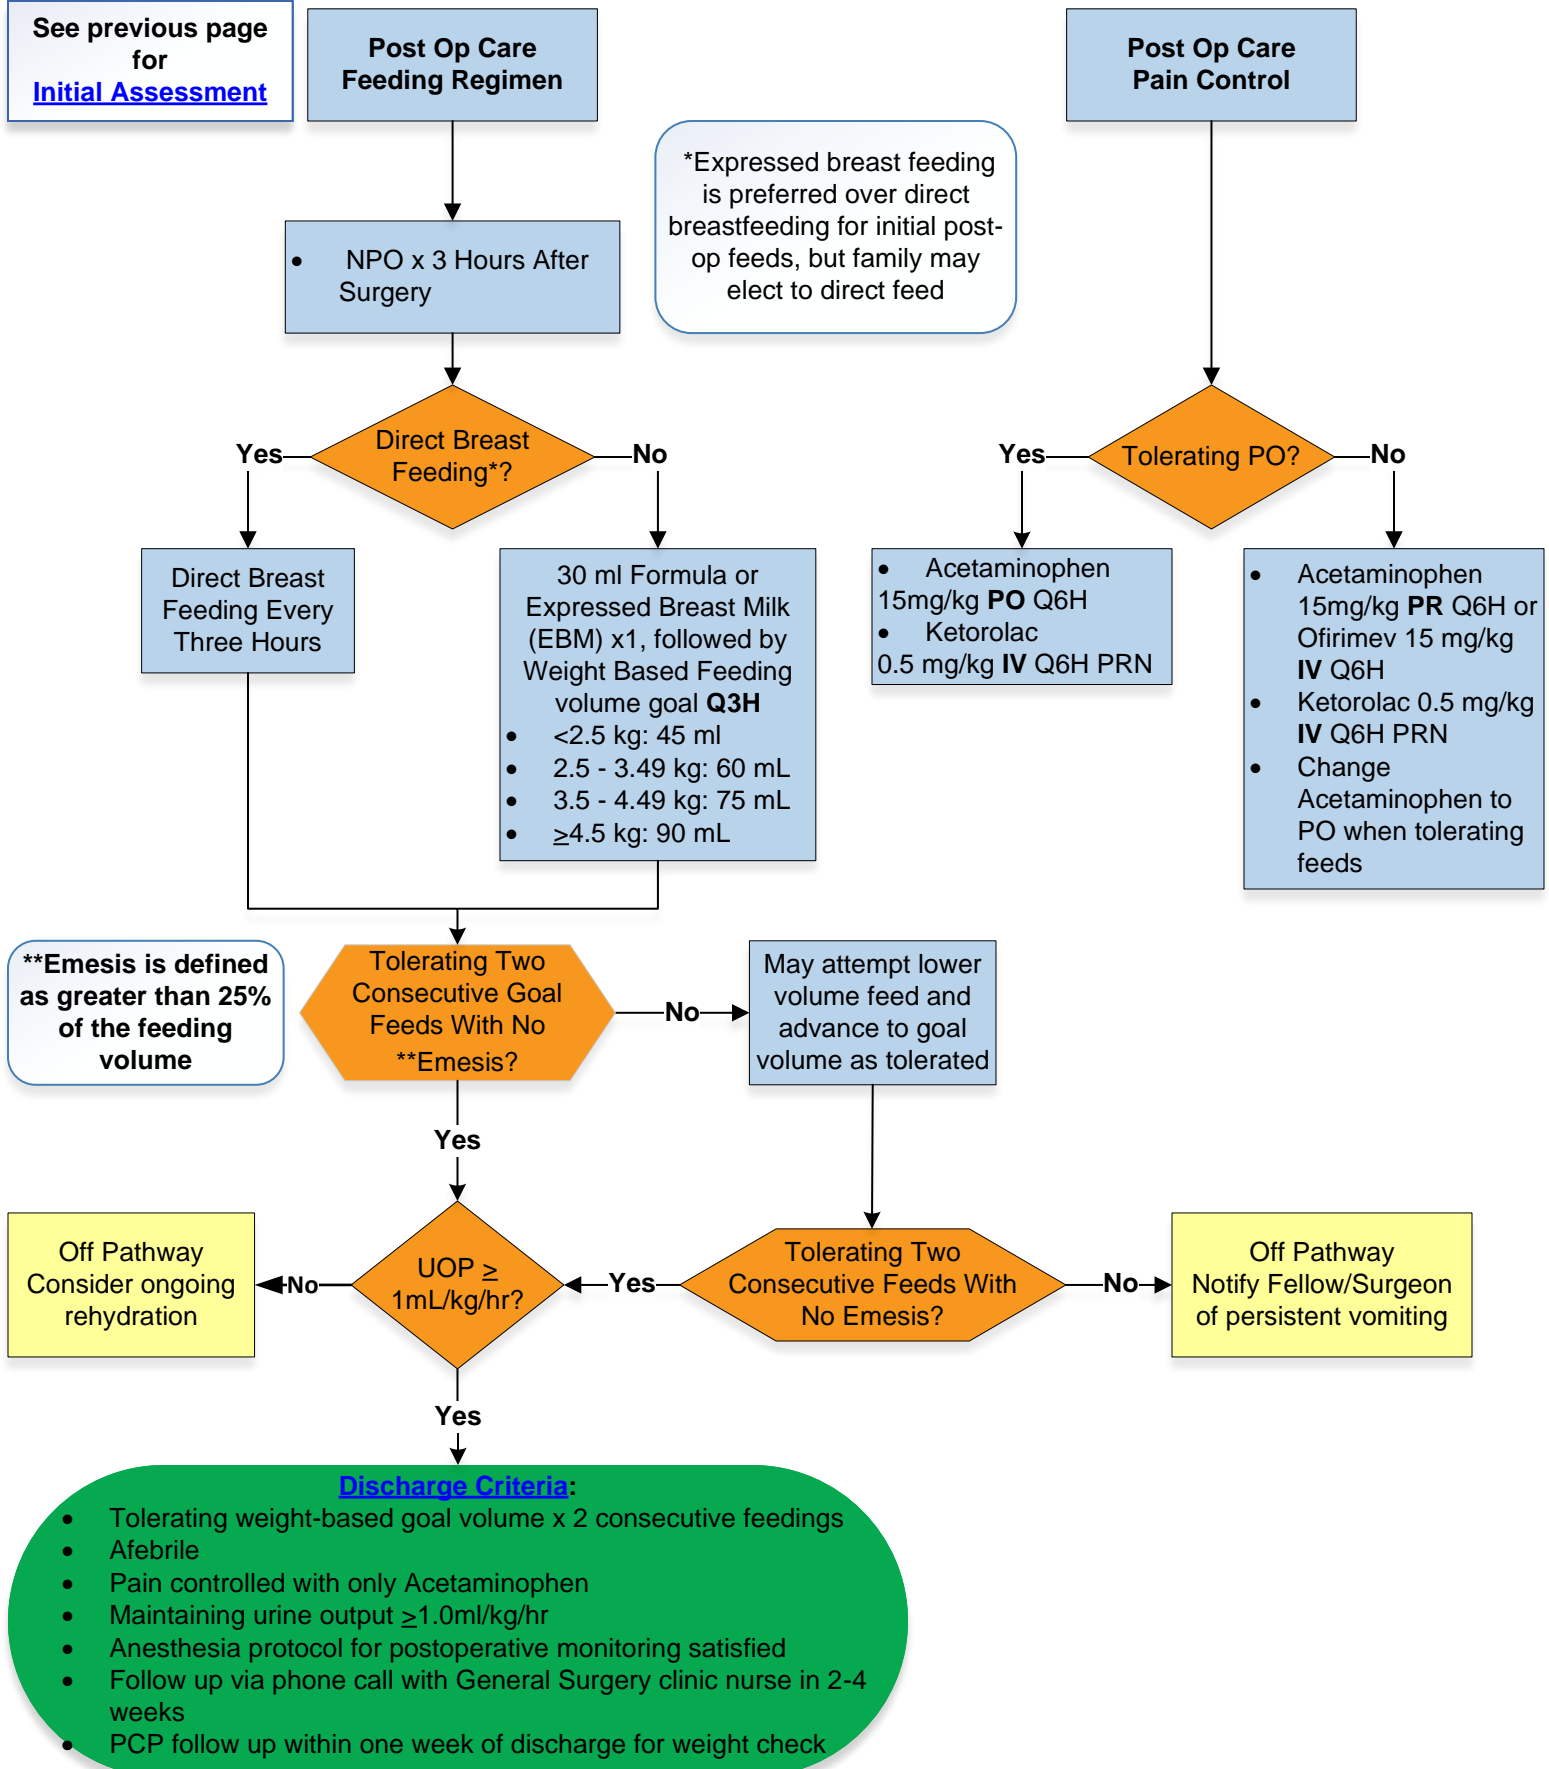 See previous page
for
Initial Assessment
Post Op Care
Feeding Regimen
Post Op Care
Pain Control
*Expressed breast feeding
is preferred over direct
breastfeeding for initial post-
op feeds, but family may
elect to direct feed
• NPO x 3 Hours After
Surgery
Direct Breast
Feeding*?
Yes
No
Tolerating PO?
Yes
No
Direct Breast
Feeding Every
Three Hours
30 ml Formula or
Expressed Breast Milk
(EBM) x1, followed by
Weight Based Feeding
volume goal Q3H
• <2.5 kg: 45 ml
• 2.5 - 3.49 kg: 60 mL
• 3.5 - 4.49 kg: 75 mL
• ≥4.5 kg: 90 mL
• Acetaminophen
15mg/kg PO Q6H
• Ketorolac
0.5 mg/kg IV Q6H PRN
• Acetaminophen
15mg/kg PR Q6H or
Ofirimev 15 mg/kg
IV Q6H
• Ketorolac 0.5 mg/kg
IV Q6H PRN
• Change
Acetaminophen to
PO when tolerating
feeds
**Emesis is defined
as greater than 25%
of the feeding
volume
Tolerating Two
Consecutive Goal
Feeds With No
**Emesis?
No
May attempt lower
volume feed and
advance to goal
volume as tolerated
Yes
Off Pathway
Consider ongoing
rehydration
No
UOP ≥
1mL/kg/hr?
Yes
Tolerating Two
Consecutive Feeds With
No Emesis?
No
Off Pathway
Notify Fellow/Surgeon
of persistent vomiting
Yes
Discharge Criteria:
• Tolerating weight-based goal volume x 2 consecutive feedings
• Afebrile
• Pain controlled with only Acetaminophen
• Maintaining urine output ≥1.0ml/kg/hr
• Anesthesia protocol for postoperative monitoring satisfied
• Follow up via phone call with General Surgery clinic nurse in 2-4
weeks
• PCP follow up within one week of discharge for weight check